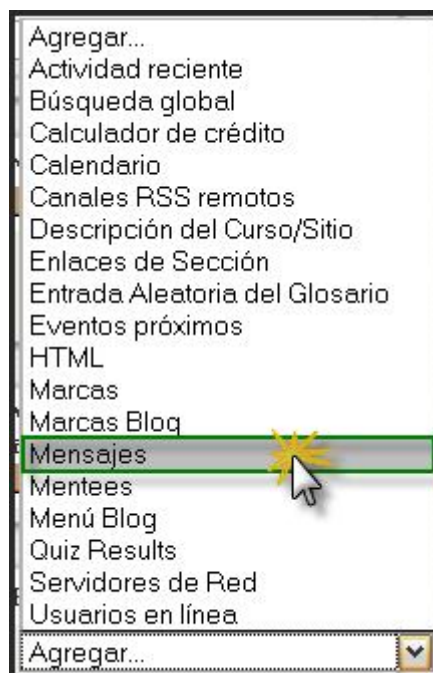 Agregar...
Actividad reciente
Búsqueda global
Calculador de crédito
Calendario
Canales RSS remotos
Descripción del Curso/Sitio
Enlaces de Sección
Entrada Aleatoria del Glosario
Eventos próximos
HTML
Marcas
Marcas Bloq
Mensajes
Mentees
Menú Blog
Quiz Results
Servidores de Red
Usuarios en línea
Agregar...